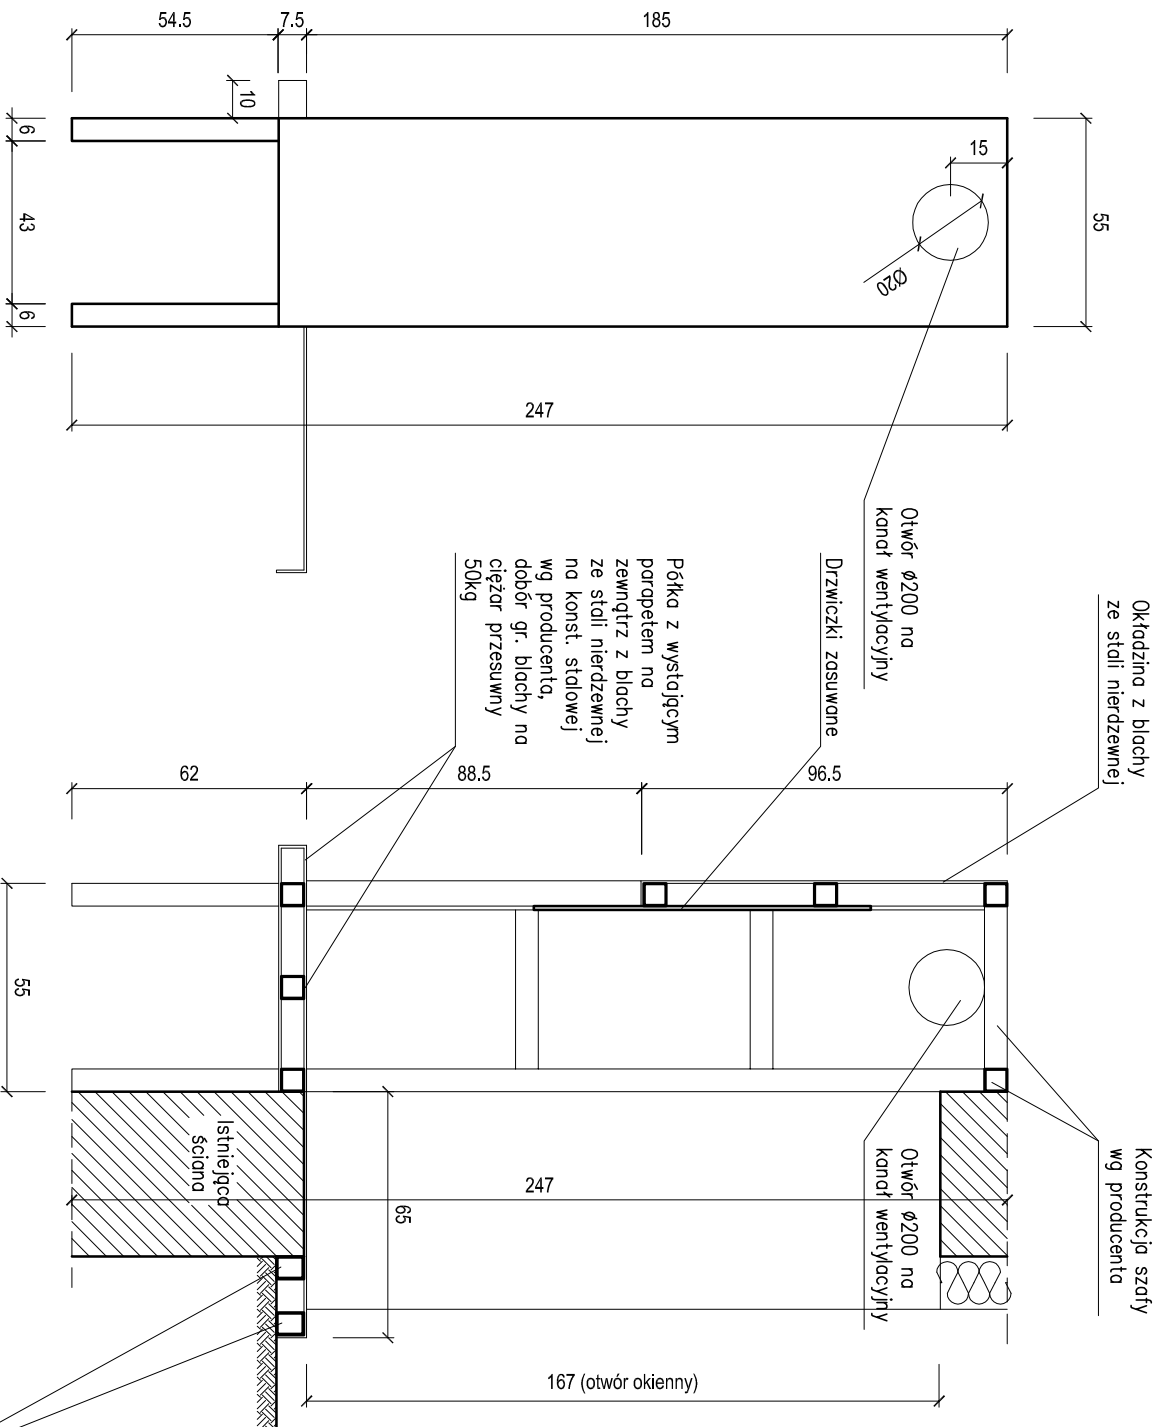 54.5
7.5
185
10
6
43
6
15
55
Ø20
247
Otwór ø200 na
kanał wentylacyjny
Drzwiczki zasuwane
Półka z wystającym
parapetem na
zewnątrz z blachy
ze stali nierdzewnej
na konst. stalowej
wg producenta,
dobór gr. blachy na
ciężar przesuwny
50kg
Okładzina z blachy
ze stali nierdzewnej
62
88.5
96.5
55
Konstrukcja szafy
wg producenta
Otwór ø200 na
kanał wentylacyjny
Istniejąca
ściana
247
65
167 (otwór okienny)